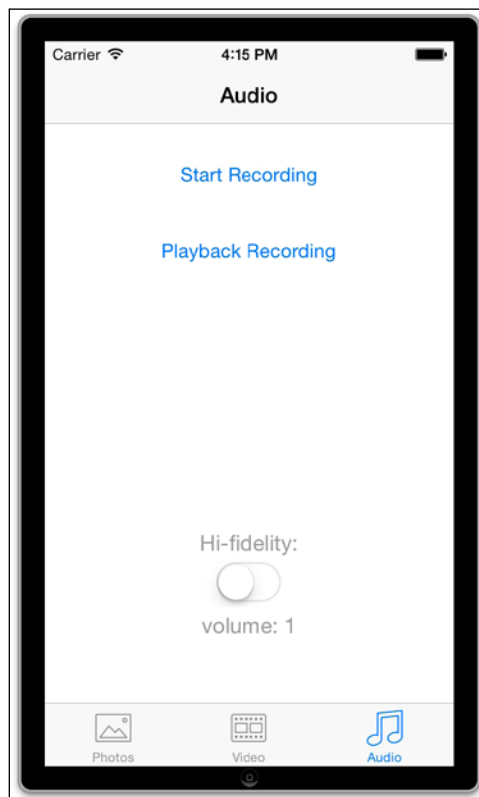 Carrier 4:15 PM
Audio
Start Recording
Playback Recording
Hi-fidelity:
volume: 1
Photos Video Audio